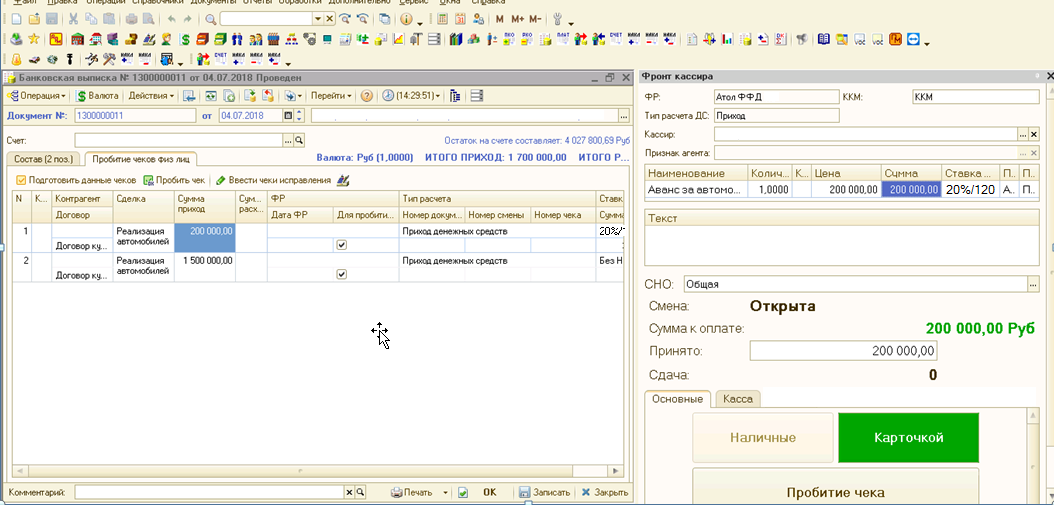 Файл Правка Операции Справочники Документы Отчеты Обработки Дополнительно Сервис Окна Справка
M M+ M-
Банковская выписка № 1300000011 от 04.07.2018 Проведен
Операция Валюта Действия Перейти (14:29:51)
Документ №: 1300000011 от 04.07.2018
Счет: Остаток на счете составляет: 4 027 800,69 Руб
Состав (2 поз.) Пробитие чеков Физ лиц Валюта: Руб (1,0000) ИТОГО ПРИХОД: 1 700 000,00 ИТОГО Р...
Подготовить данные чеков Пробить чек Ввести чеки исправления
N К... Контрагент Сделка Сумма приход Сум... расх... ФР Тип расчета Ставк
Договор Дата ФР Для пробити... Номер докум... Номер смены Номер чека Сумма
1 Реализация автомобилей 200 000,00 Приход денежных средств 20%/1
Договор ку...
2 Реализация автомобилей 1 500 000,00 Приход денежных средств Без Н
Договор ку...
Комментарий: Печать OK Записать Закрыть
Фронт кассира
ФР: Атол ФФД ККМ: ККМ
Тип расчета ДС: Приход
Кассир:
Признак агента:
Наименование Колич... К... Цена Сумма Ставка ... П.. П...
Аванс за автомо... 1,0000 200 000,00 200 000,00 20%/120 А.. П...
Текст
СНО: Общая
Смена: Открыта
Сумма к оплате: 200 000,00 Руб
Принято: 200 000,00
Сдача: 0
Основные Касса
Наличные Карточкой
Пробитие чека